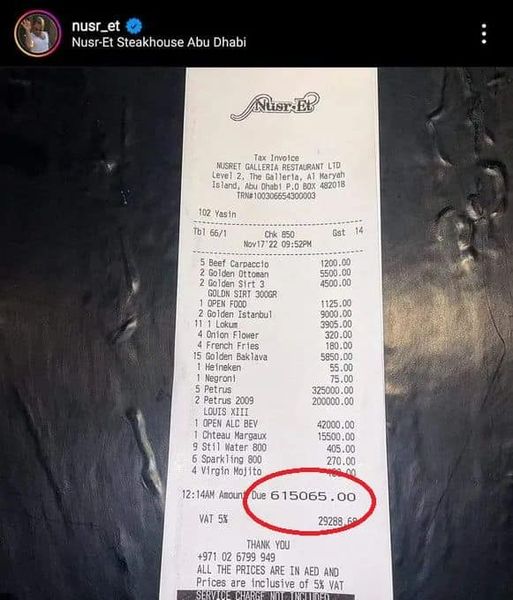 nusr_et
Nusr-Et Steakhouse Abu Dhabi
Nusr-Et
Tax Invoice
NUSRET GALLERIA RESTAURANT LTD
Level 2, The Galleria, Al Maryah
Island, Abu Dhabi P.O BOX 482018
TRN#100306654300003
102 Yasin
Tbl 66/1 Chk 850 Gst 14
Nov17'22 09:52PM
5 Beef Carpaccio 1200.00
2 Golden Ottoman 5500.00
2 Golden Sirt 3 4500.00
GOLDN SIRT 300GR
1 OPEN FOOD 1125.00
2 Golden Istanbul 9000.00
11 1 Lokum 3905.00
4 Onion Flower 320.00
4 French Fries 180.00
15 Golden Baklava 5850.00
1 Heineken 55.00
1 Negroni 75.00
5 Petrus 325000.00
2 Petrus 2009 200000.00
LOUIS XIII
1 OPEN ALC BEV 42000.00
1 Chteau Margaux 15500.00
9 Stil Water 800 405.00
6 Sparkling 800 270.00
4 Virgin Mojito
12:14AM Amount Due 615065.00
VAT 5%
THANK YOU
+971 02 6799 949
ALL THE PRICES ARE IN AED AND
Prices are inclusive of 5% VAT
SERVICE CHARGE NOT INCLUDED